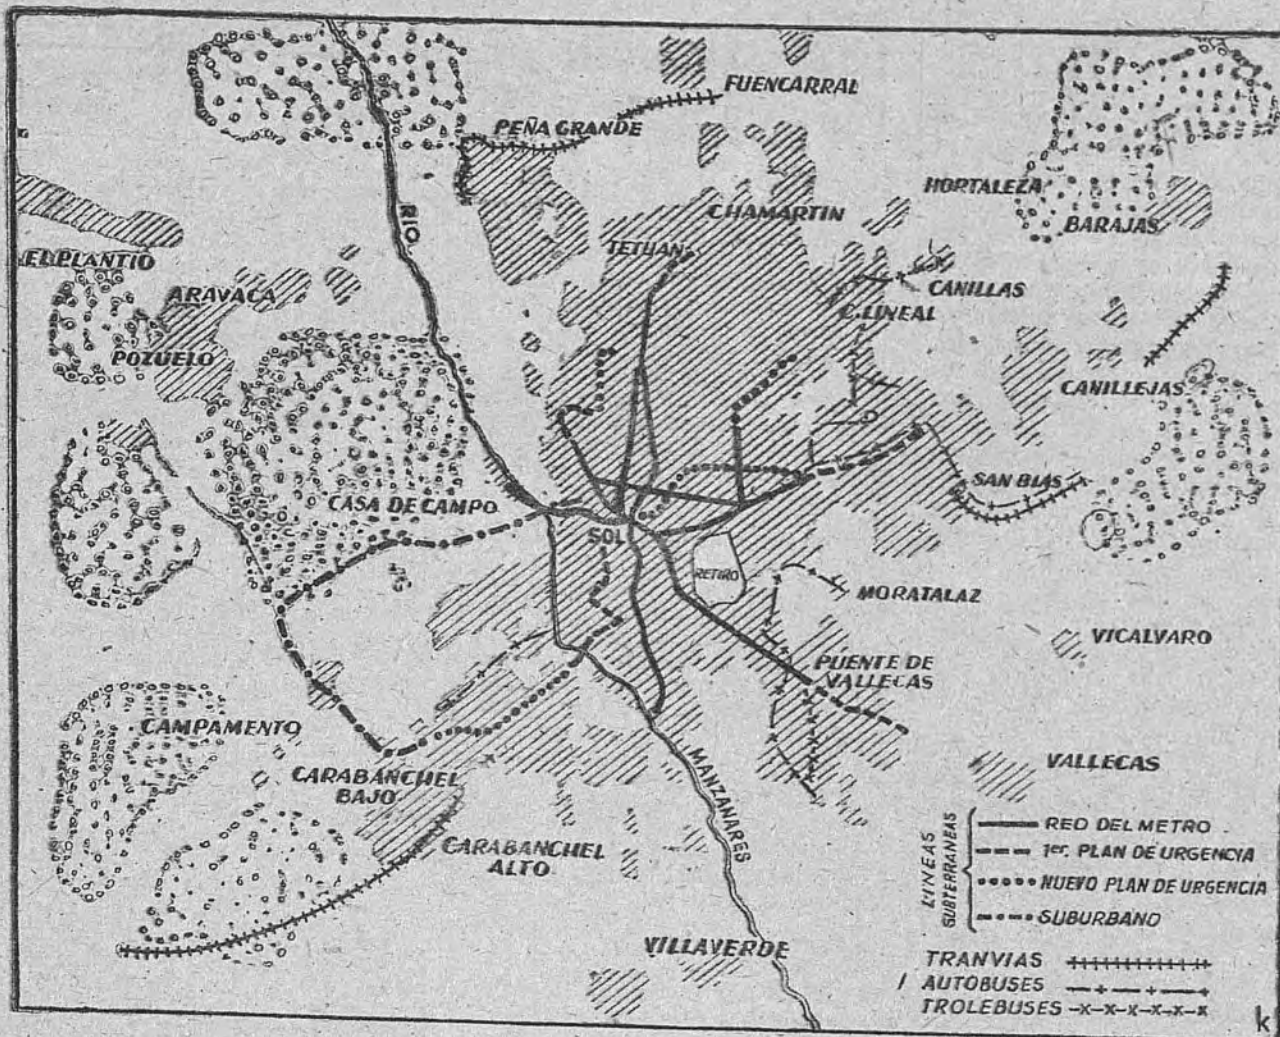 FUENCARRAL
PEÑA GRANDE
HORTALEZA
RIO
CHAMARTIN
BARAJAS
TETUAN
EL PLANTIO
ARAVACA
CANILLAS
C. LINEAL
POZUELO
CANILLEJAS
SAN BLAS
CASA DE CAMPO
SOL
RETIRO
MORATALAZ
VICALVARO
PUENTE DE
VALLECAS
CAMPAMENTO
CARABANCHEL
BAJO
MANZANARES
VALLECAS
CARABANCHEL
ALTO
VILLAVERDE
LINEAS
SUBTERRANEAS
RED DEL METRO
1er. PLAN DE URGENCIA
NUEVO PLAN DE URGENCIA
SUBURBANO
TRANVIAS
AUTOBUSES
TROLEBUSES
k